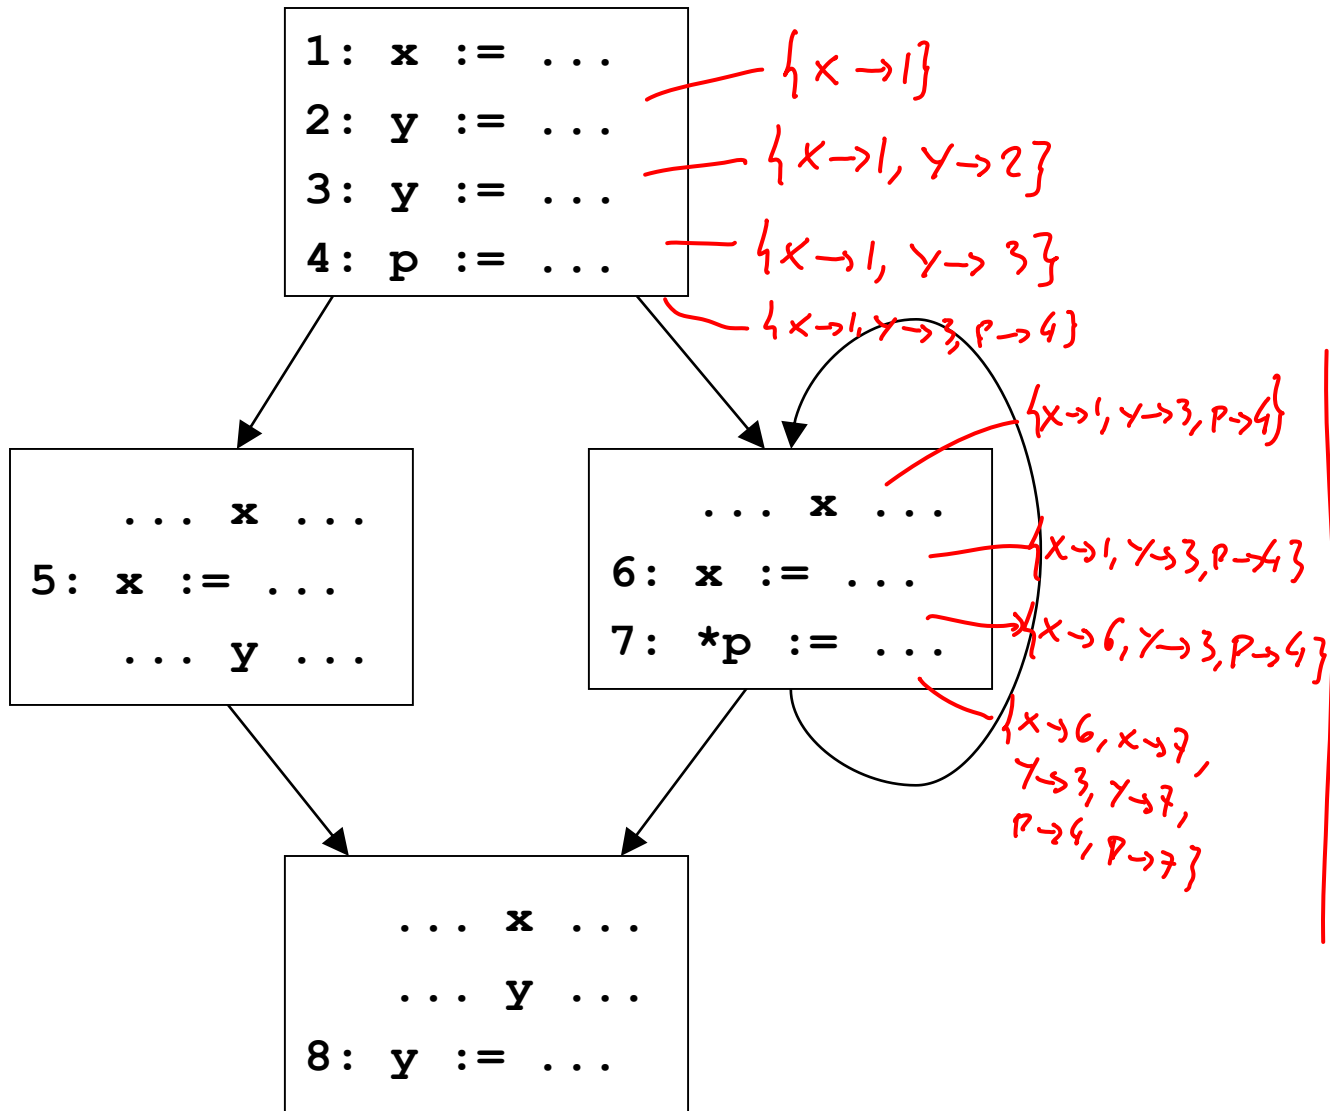 1: x := ...
2: y := ...
3: y := ...
4: p := ...
{x→1}
{x→1, y→2}
{x→1, y→3}
{x→1, y→3, p→4}
... x ...
5: x := ...
... y ...
... x ...
6: x := ...
7: *p := ...
{x→1, y→3, p→4}
{x→1, y→3, p→4}
{x→6, y→3, p→4}
{x→6, x→7,
y→3, y→7,
p→4, p→7}
... x ...
... y ...
8: y := ...